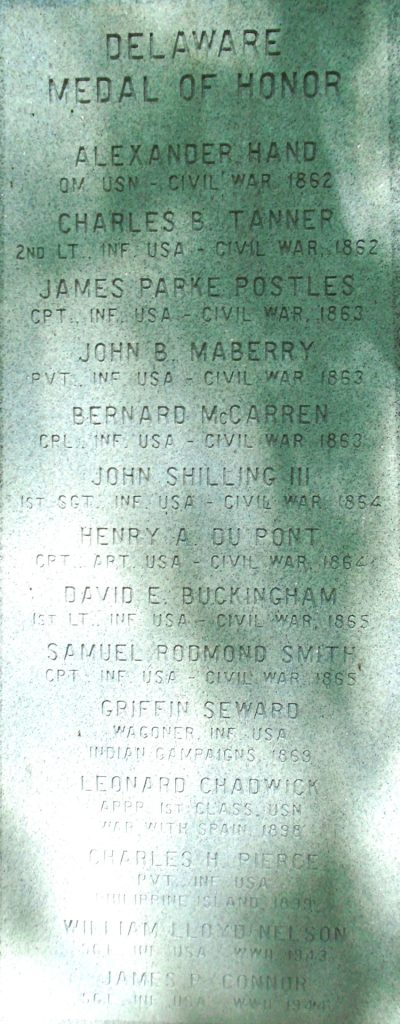 DELAWARE
MEDAL OF HONOR
ALEXANDER HAND
QM. USN - CIVIL WAR, 1862
CHARLES B. TANNER
2ND LT., INF. USA - CIVIL WAR, 1862
JAMES PARKE POSTLES
CPT., INF., USA - CIVIL WAR, 1863
JOHN B. MABERRY
PVT., INF. USA - CIVIL WAR, 1863
BERNARD McCARREN
CPL., INF. USA - CIVIL WAR, 1863
JOHN SHILLING III
1ST SGT., INF. USA - CIVIL WAR, 1864
HENRY A. DU PONT
CPT., ART. USA - CIVIL WAR, 1864
DAVID E. BUCKINGHAM
1ST LT., INF. USA - CIVIL WAR, 1865
SAMUEL RODMOND SMITH
CPT., INF. USA - CIVIL WAR, 1865
GRIFFIN SEWARD
WAGONER, INF. USA
INDIAN CAMPAIGNS, 1869
LEONARD CHADWICK
APPR. 1ST CLASS, USN
WAR WITH SPAIN, 1898
CHARLES H. PIERCE
PVT., INF. USA
PHILIPPINE ISLAND, 1899
WILLIAM LLOYD NELSON
SGT., INF. USA - WWII, 1943
JAMES P. CONNOR
SGT., INF. USA - WWII, 1944